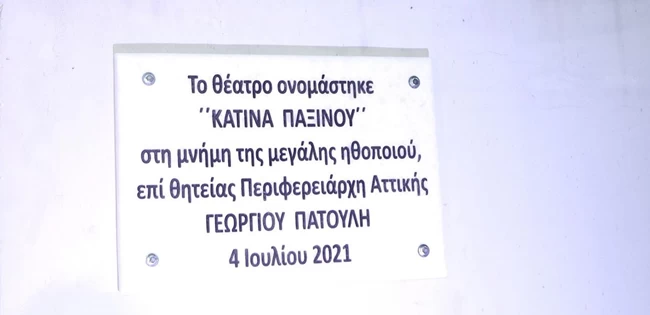 Το θέατρο ονομάστηκε
΄΄ΚΑΤΙΝΑ ΠΑΞΙΝΟΥ΄΄
στη μνήμη της μεγάλης ηθοποιού,
επί θητείας Περιφερειάρχη Αττικής
ΓΕΩΡΓΙΟΥ ΠΑΤΟΥΛΗ
4 Ιουλίου 2021